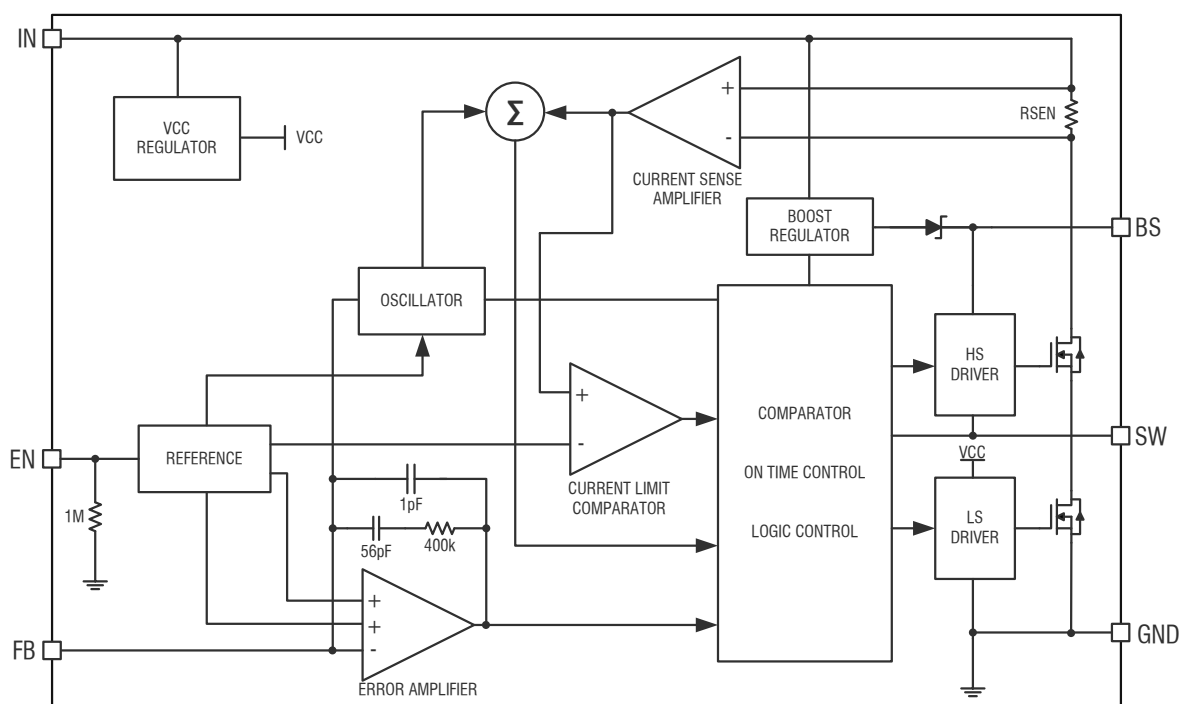 IN
VCC
REGULATOR
VCC
Σ
+
-
CURRENT SENSE
AMPLIFIER
RSEN
BOOST
REGULATOR
BS
OSCILLATOR
HS
DRIVER
+
-
CURRENT LIMIT
COMPARATOR
COMPARATOR
ON TIME CONTROL
LOGIC CONTROL
SW
VCC
LS
DRIVER
EN
REFERENCE
1M
1pF
56pF
400k
+
+
-
ERROR AMPLIFIER
FB
GND